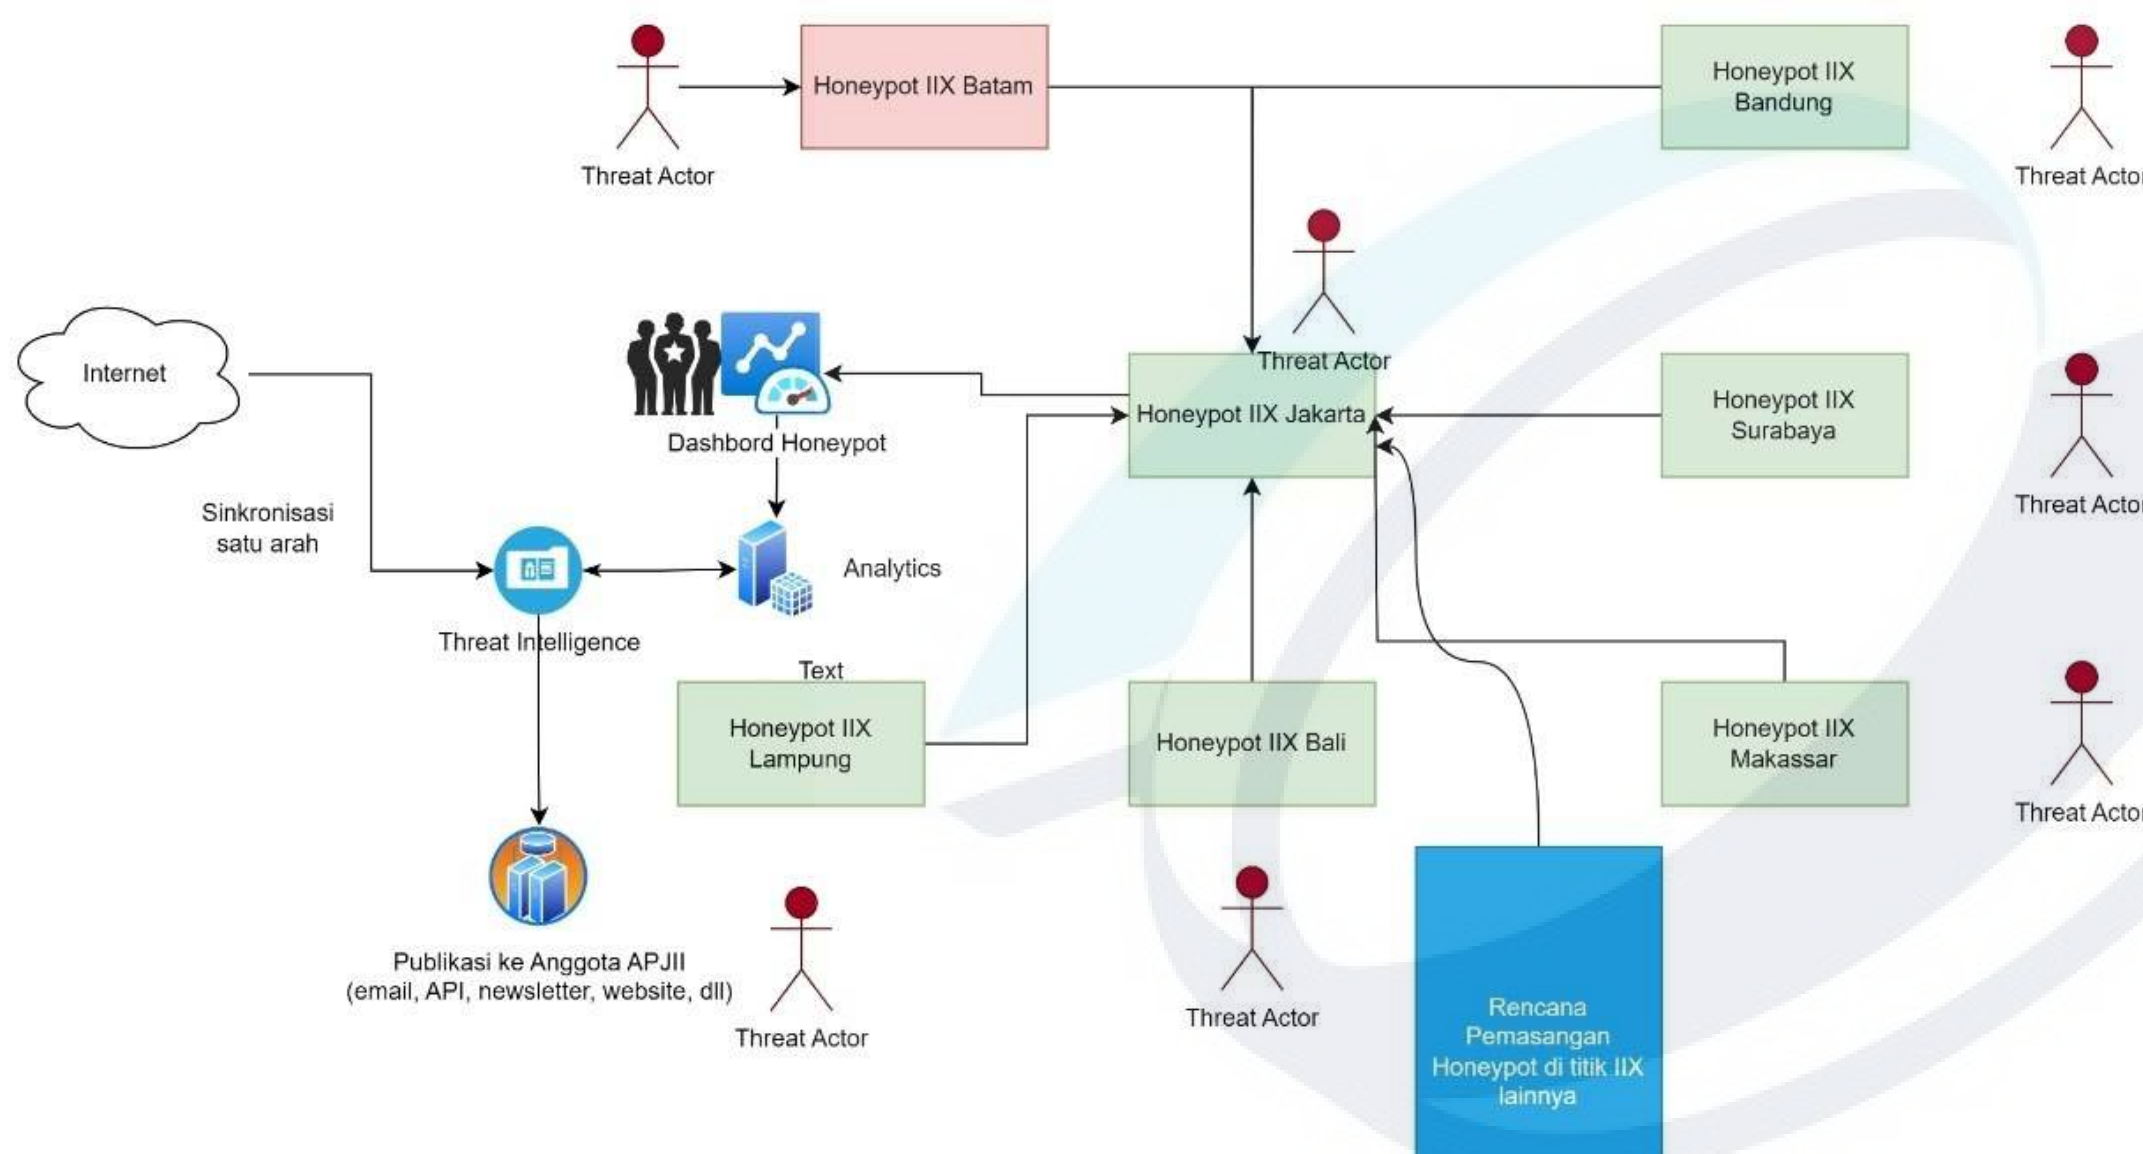 Honeypot IIX Batam
Honeypot IIX
Bandung
Threat Actor
Threat Actor
Threat Actor
Internet
Dashbord Honeypot
Honeypot IIX Jakarta
Honeypot IIX
Surabaya
Threat Actor
Sinkronisasi
satu arah
Analytics
Threat Intelligence
Text
Honeypot IIX
Lampung
Honeypot IIX Bali
Honeypot IIX
Makassar
Threat Actor
Publikasi ke Anggota APJII
(email, API, newsletter, website, dll)
Threat Actor
Threat Actor
Rencana
Pemasangan
Honeypot di titik IIX
lainnya